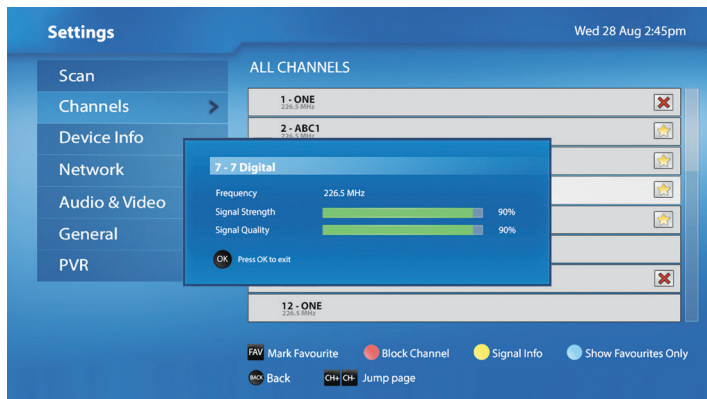 Settings
Wed 28 Aug 2:45pm
Scan
Channels
Device Info
Network
Audio & Video
General
PVR
ALL CHANNELS
1 - ONE
226.5 MHz
2 - ABC1
226.5 MHz
7 - 7 Digital
Frequency 226.5 MHz
Signal Strength 90%
Signal Quality 90%
OK Press OK to exit
12 - ONE
226.5 MHz
FAV Mark Favourite Block Channel Signal Info Show Favourites Only
BACK Back CH+ CH- Jump page